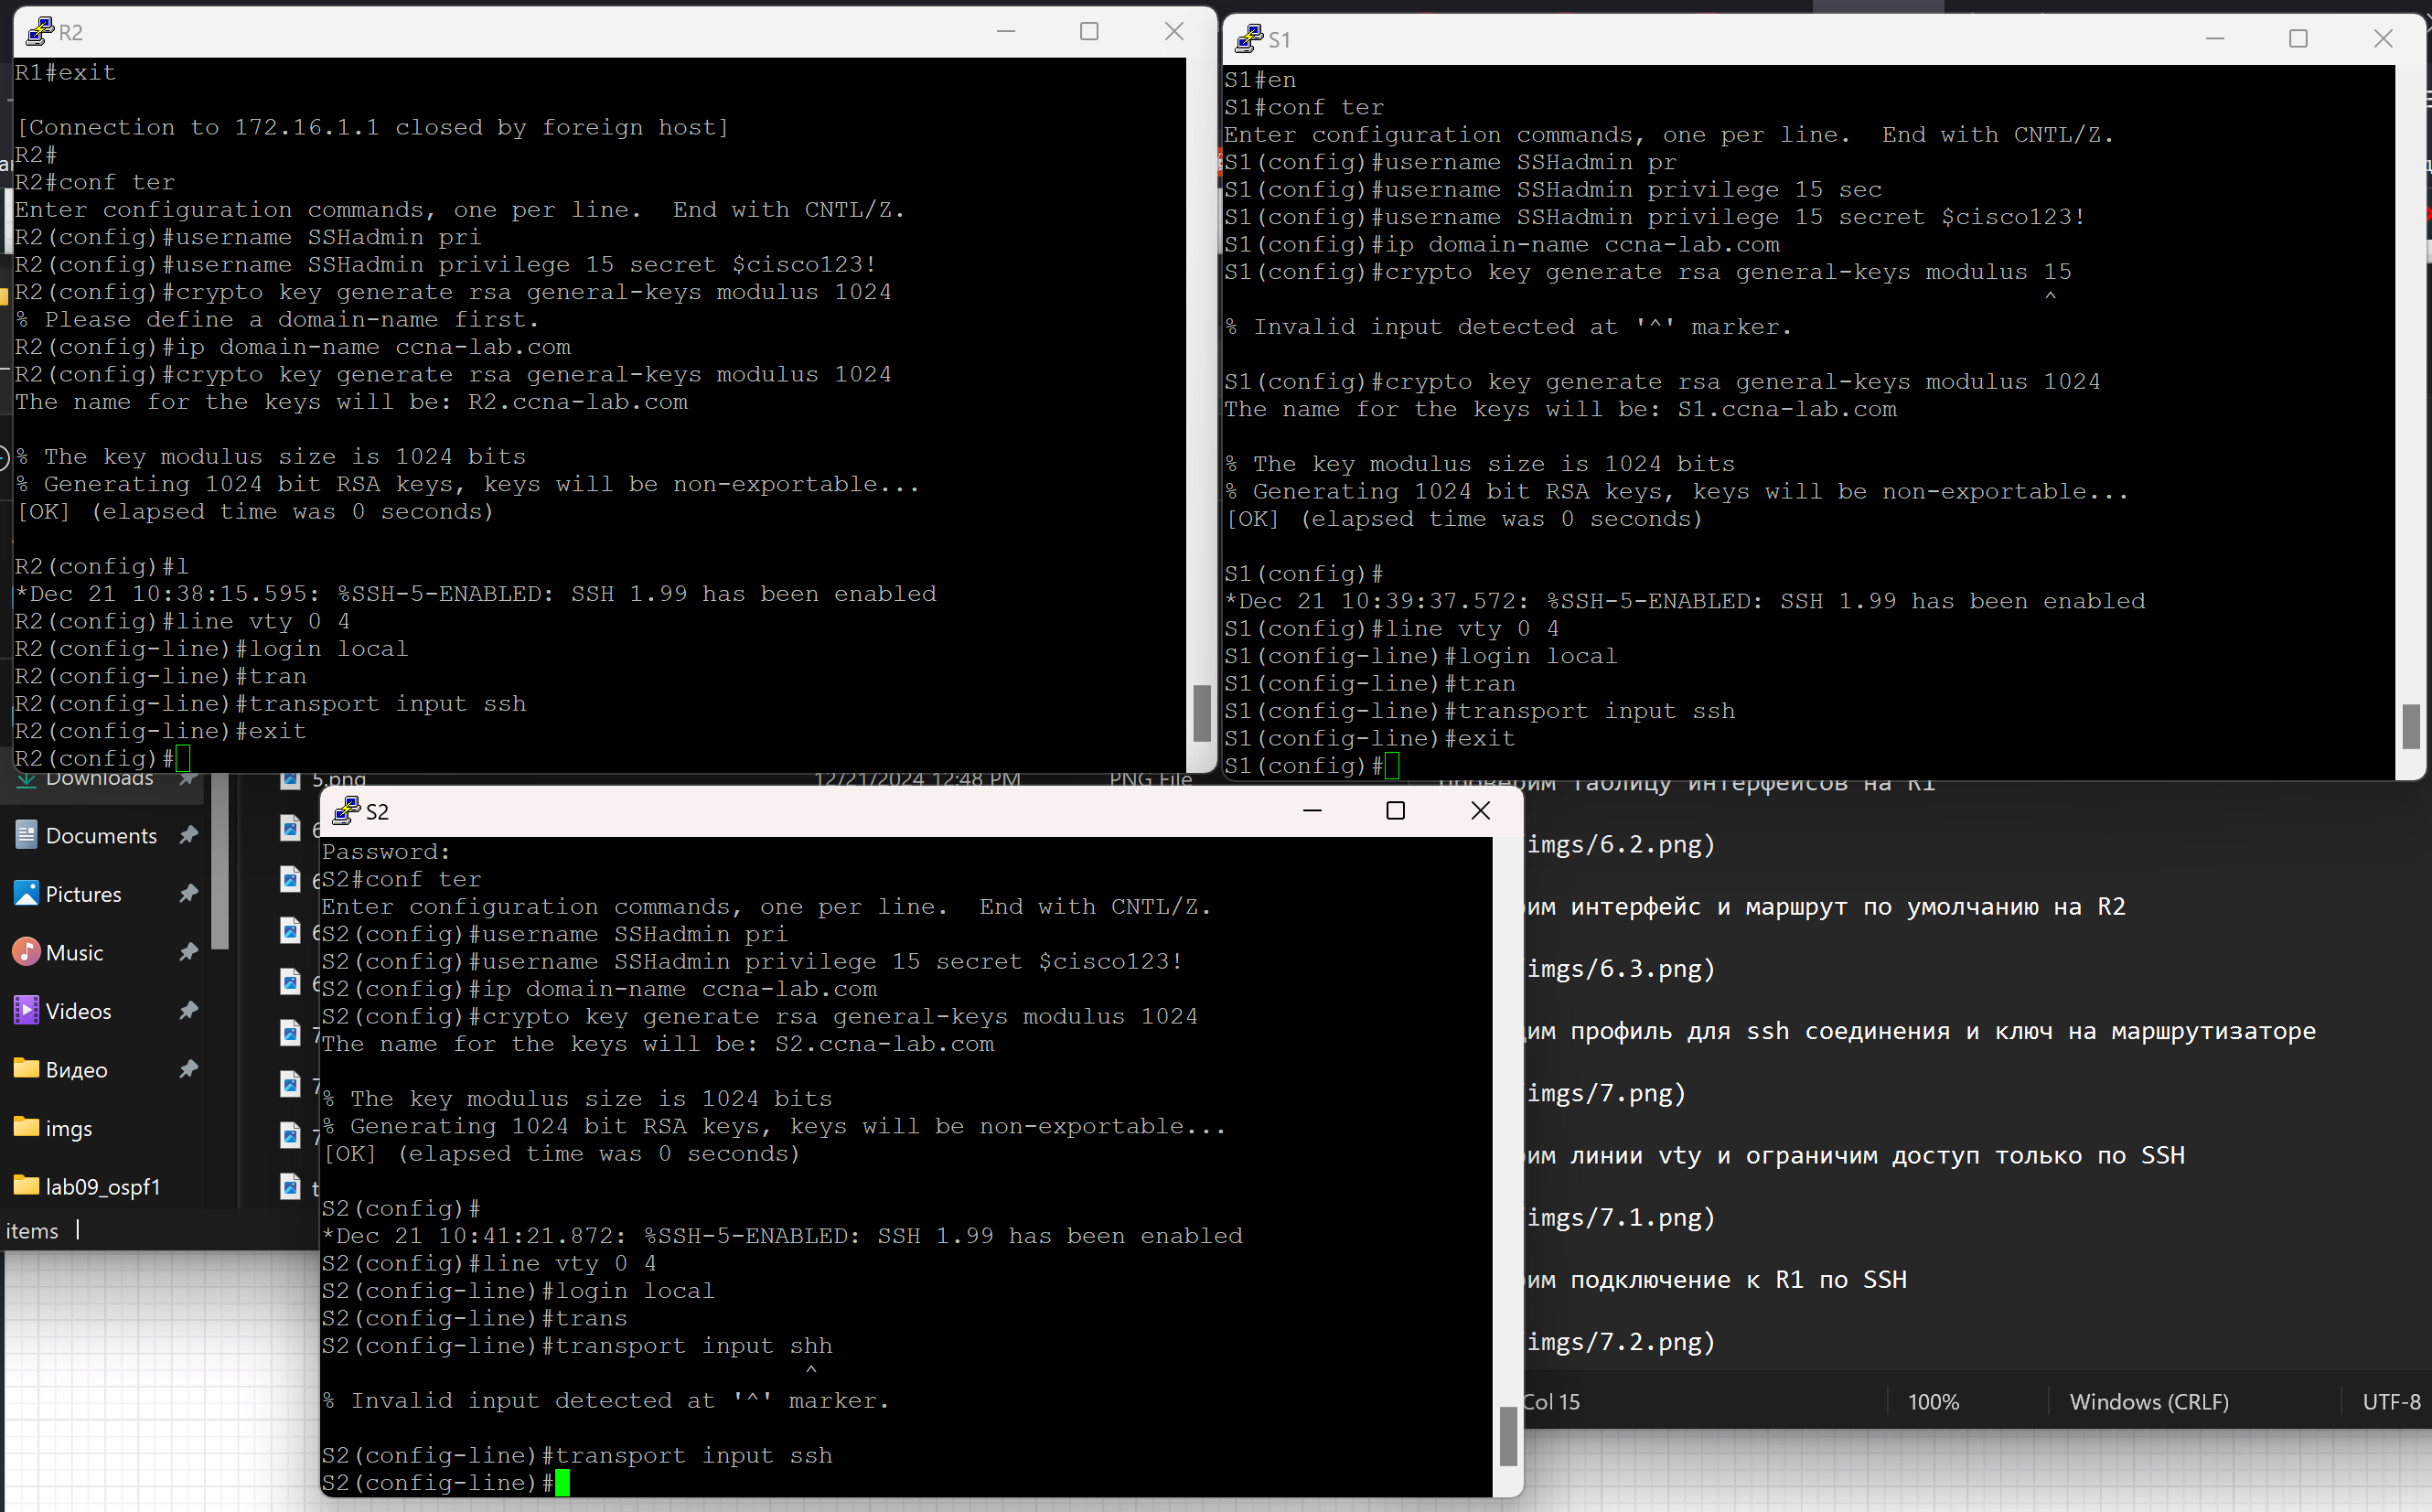 R2
R1#exit
[Connection to 172.16.1.1 closed by foreign host]
R2#
R2#conf ter
Enter configuration commands, one per line.  End with CNTL/Z.
R2(config)#username SSHadmin pri
R2(config)#username SSHadmin privilege 15 secret $cisco123!
R2(config)#crypto key generate rsa general-keys modulus 1024
% Please define a domain-name first.
R2(config)#ip domain-name ccna-lab.com
R2(config)#crypto key generate rsa general-keys modulus 1024
The name for the keys will be: R2.ccna-lab.com
% The key modulus size is 1024 bits
% Generating 1024 bit RSA keys, keys will be non-exportable...
[OK] (elapsed time was 0 seconds)
R2(config)#l
*Dec 21 10:38:15.595: %SSH-5-ENABLED: SSH 1.99 has been enabled
R2(config)#line vty 0 4
R2(config-line)#login local
R2(config-line)#tran
R2(config-line)#transport input ssh
R2(config-line)#exit
R2(config)#
S1
S1#en
S1#conf ter
Enter configuration commands, one per line.  End with CNTL/Z.
S1(config)#username SSHadmin pr
S1(config)#username SSHadmin privilege 15 sec
S1(config)#username SSHadmin privilege 15 secret $cisco123!
S1(config)#ip domain-name ccna-lab.com
S1(config)#crypto key generate rsa general-keys modulus 15
^
% Invalid input detected at '^' marker.
S1(config)#crypto key generate rsa general-keys modulus 1024
The name for the keys will be: S1.ccna-lab.com
% The key modulus size is 1024 bits
% Generating 1024 bit RSA keys, keys will be non-exportable...
[OK] (elapsed time was 0 seconds)
S1(config)#
*Dec 21 10:39:37.572: %SSH-5-ENABLED: SSH 1.99 has been enabled
S1(config)#line vty 0 4
S1(config-line)#login local
S1(config-line)#tran
S1(config-line)#transport input ssh
S1(config-line)#exit
S1(config)#
Downloads
Documents
Pictures
Music
Videos
Видео
imgs
lab09_ospf1
items
5.png 12/21/2024 12:48 PM PNG File
S2
Password:
S2#conf ter
Enter configuration commands, one per line.  End with CNTL/Z.
S2(config)#username SSHadmin pri
S2(config)#username SSHadmin privilege 15 secret $cisco123!
S2(config)#ip domain-name ccna-lab.com
S2(config)#crypto key generate rsa general-keys modulus 1024
The name for the keys will be: S2.ccna-lab.com
% The key modulus size is 1024 bits
% Generating 1024 bit RSA keys, keys will be non-exportable...
[OK] (elapsed time was 0 seconds)
S2(config)#
*Dec 21 10:41:21.872: %SSH-5-ENABLED: SSH 1.99 has been enabled
S2(config)#line vty 0 4
S2(config-line)#login local
S2(config-line)#trans
S2(config-line)#transport input shh
^
% Invalid input detected at '^' marker.
S2(config-line)#transport input ssh
S2(config-line)#
Проверим таблицу интерфейсов на R1
imgs/6.2.png)
им интерфейс и маршрут по умолчанию на R2
imgs/6.3.png)
им профиль для ssh соединения и ключ на маршрутизаторе
imgs/7.png)
им линии vty и ограничим доступ только по SSH
imgs/7.1.png)
им подключение к R1 по SSH
imgs/7.2.png)
Col 15
100%
Windows (CRLF)
UTF-8